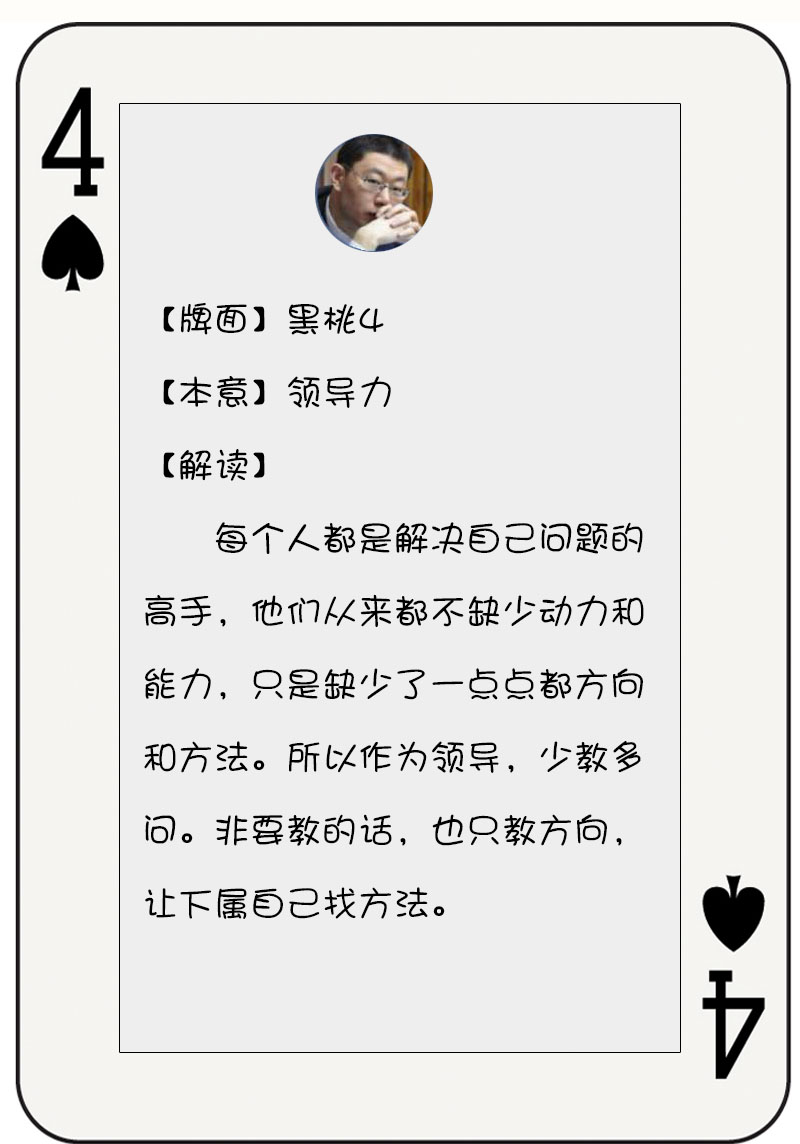 4
【牌面】黑桃4
【本意】领导力
【解读】
每个人都是解决自己问题的
高手，他们从来都不缺少动力和
能力，只是缺少了一点点都方向
和方法。所以作为领导，少教多
问。非要教的话，也只教方向，
让下属自己找方法。
4